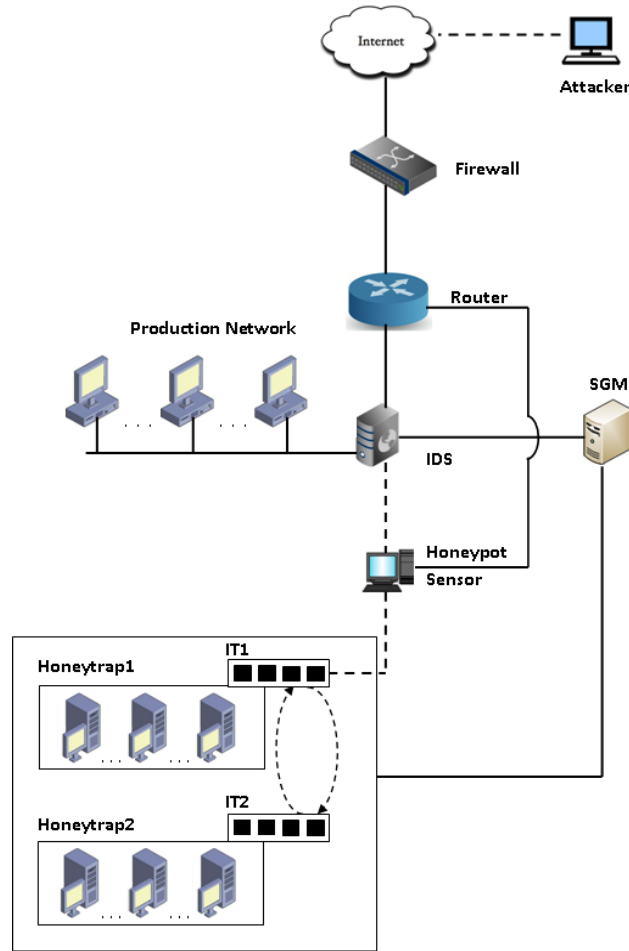 Internet
Attacker
Firewall
Router
Production Network
SGM
IDS
Honeypot
Sensor
IT1
Honeytrap1
IT2
Honeytrap2